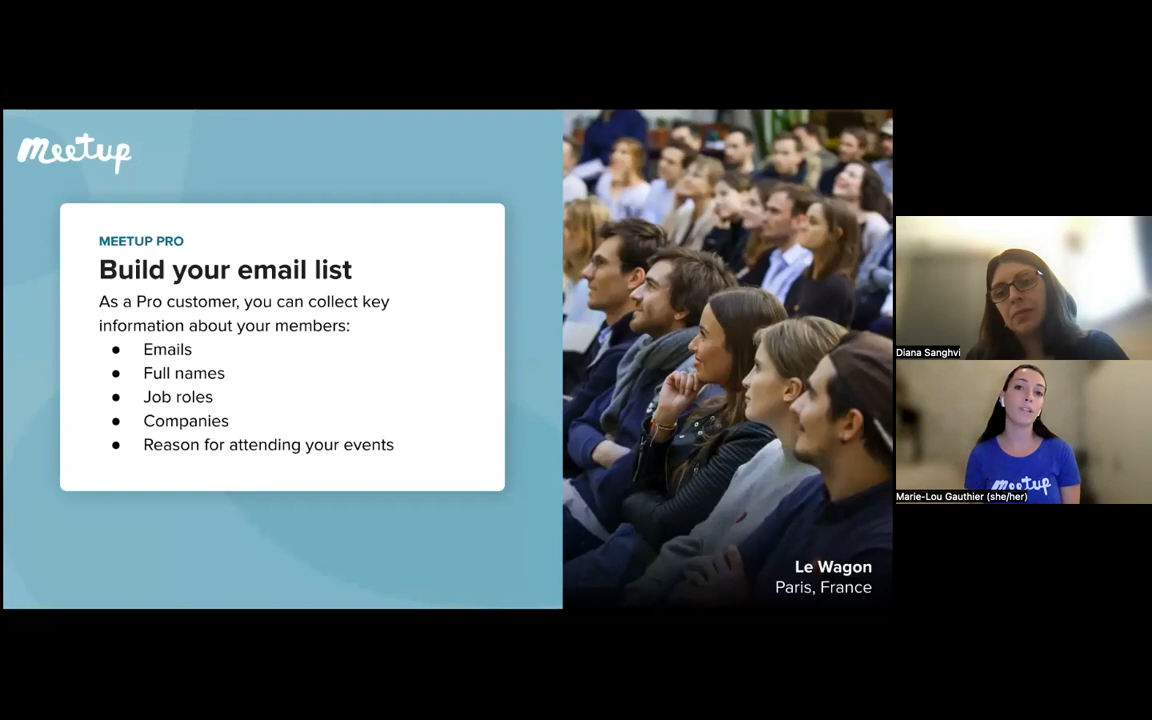 meetup
MEETUP PRO
Build your email list
As a Pro customer, you can collect key
information about your members:
● Emails
● Full names
● Job roles
● Companies
● Reason for attending your events
Le Wagon
Paris, France
Diana Sanghvi
meetup
Marie-Lou Gauthier (she/her)